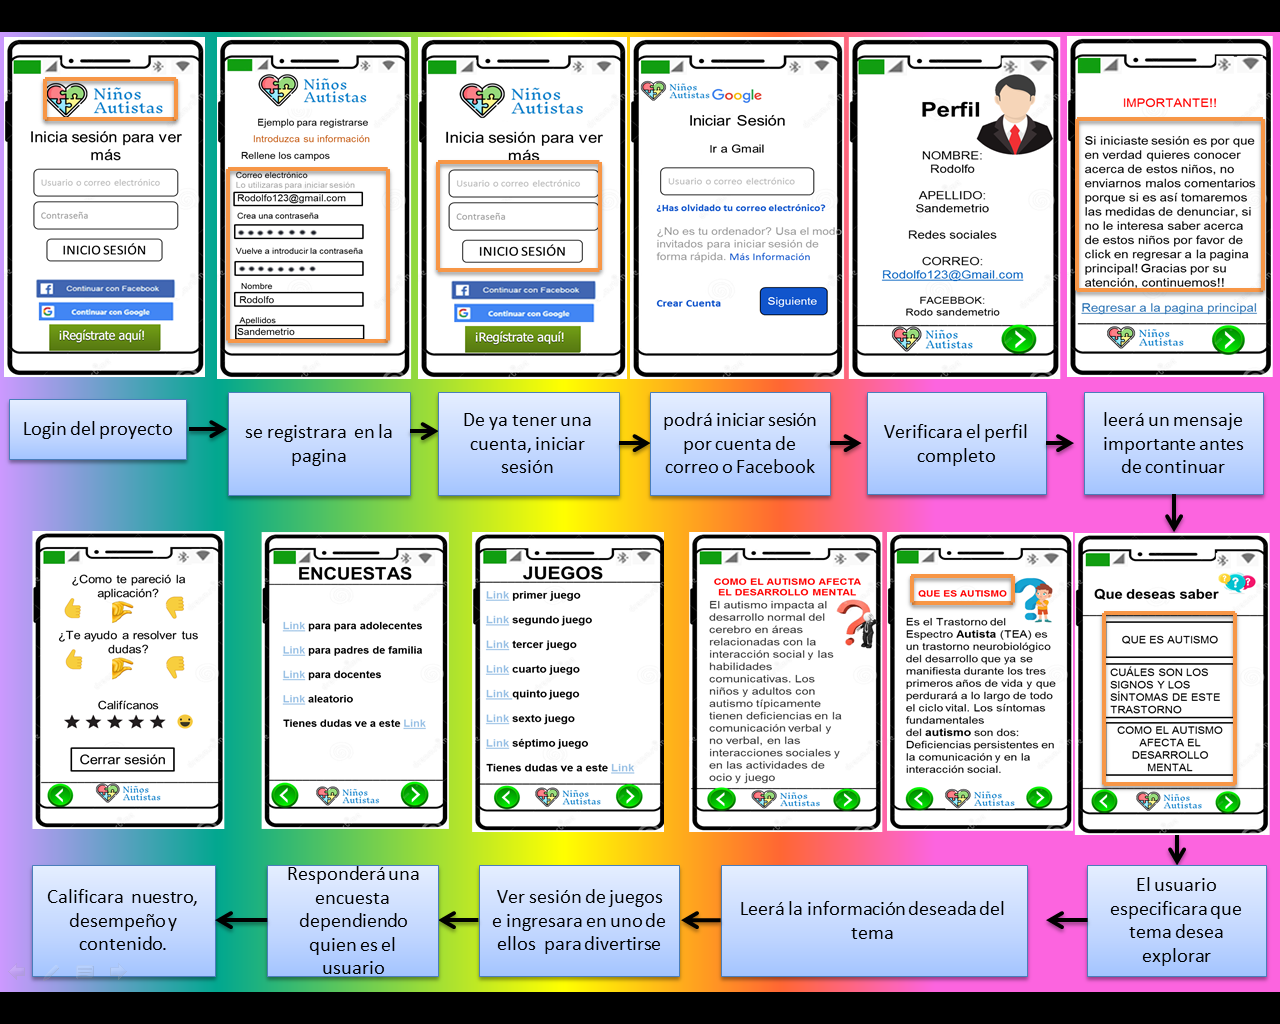 Niños
Autistas
Inicia sesión para ver
más
Usuario o correo electrónico
Contraseña
INICIO SESIÓN
Continuar con Facebook
Continuar con Google
¡Regístrate aquí!
Niños
Autistas
Ejemplo para registrarse
Introduzca su información
Rellene los campos
Correo electrónico
Lo utilizaras para iniciar sesión
Rodolfo123@gmail.com
Crea una contraseña
Vuelve a introducir la contraseña
Nombre
Rodolfo
Apellidos
Sandemetrio
Niños
Autistas
Inicia sesión para ver
más
Usuario o correo electrónico
Contraseña
INICIO SESIÓN
Continuar con Facebook
Continuar con Google
¡Regístrate aquí!
Niños
Autistas Google
Iniciar Sesión
Ir a Gmail
Usuario o correo electrónico
¿Has olvidado tu correo electrónico?
¿No es tu ordenador? Usa el modo
invitados para iniciar sesión de
forma rápida. Más Información
Crear Cuenta
Siguiente
Perfil
NOMBRE:
Rodolfo
APELLIDO:
Sandemetrio
Redes sociales
CORREO:
Rodolfo123@Gmail.com
FACEBBOK:
Rodo sandemetrio
Niños
Autistas
IMPORTANTE!!
Si iniciaste sesión es por que
en verdad quieres conocer
acerca de estos niños, no
enviarnos malos comentarios
porque si es así tomaremos
las medidas de denunciar, si
no le interesa saber acerca
de estos niños por favor de
click en regresar a la pagina
principal! Gracias por su
atención, continuemos!!
Regresar a la pagina principal
Niños
Autistas
Login del proyecto
se registrara en la
pagina
De ya tener una
cuenta, iniciar
sesión
podrá iniciar sesión
por cuenta de
correo o Facebook
Verificara el perfil
completo
leerá un mensaje
importante antes
de continuar
¿Como te pareció la
aplicación?
¿Te ayudo a resolver tus
dudas?
Califícanos
Cerrar sesión
Niños
Autistas
ENCUESTAS
Link para para adolecentes
Link para padres de familia
Link para docentes
Link aleatorio
Tienes dudas ve a este Link
Niños
Autistas
JUEGOS
Link primer juego
Link segundo juego
Link tercer juego
Link cuarto juego
Link quinto juego
Link sexto juego
Link séptimo juego
Tienes dudas ve a este Link
Niños
Autistas
COMO EL AUTISMO AFECTA
EL DESARROLLO MENTAL
El autismo impacta al
desarrollo normal del
cerebro en áreas
relacionadas con la
interacción social y las
habilidades
comunicativas. Los
niños y adultos con
autismo típicamente
tienen deficiencias en la
comunicación verbal y
no verbal, en las
interacciones sociales y
en las actividades de
ocio y juego
Niños
Autistas
QUE ES AUTISMO
Es el Trastorno del
Espectro Autista (TEA) es
un trastorno neurobiológico
del desarrollo que ya se
manifiesta durante los tres
primeros años de vida y que
perdurará a lo largo de todo
el ciclo vital. Los síntomas
fundamentales
del autismo son dos:
Deficiencias persistentes en
la comunicación y en la
interacción social.
Niños
Autistas
Que deseas saber
QUE ES AUTISMO
CUÁLES SON LOS
SIGNOS Y LOS
SÍNTOMAS DE ESTE
TRASTORNO
COMO EL AUTISMO
AFECTA EL
DESARROLLO
MENTAL
Niños
Autistas
Calificara nuestro,
desempeño y
contenido.
Responderá una
encuesta
dependiendo
quien es el
usuario
Ver sesión de juegos
e ingresara en uno de
ellos para divertirse
Leerá la información deseada del
tema
El usuario
especificara que
tema desea
explorar